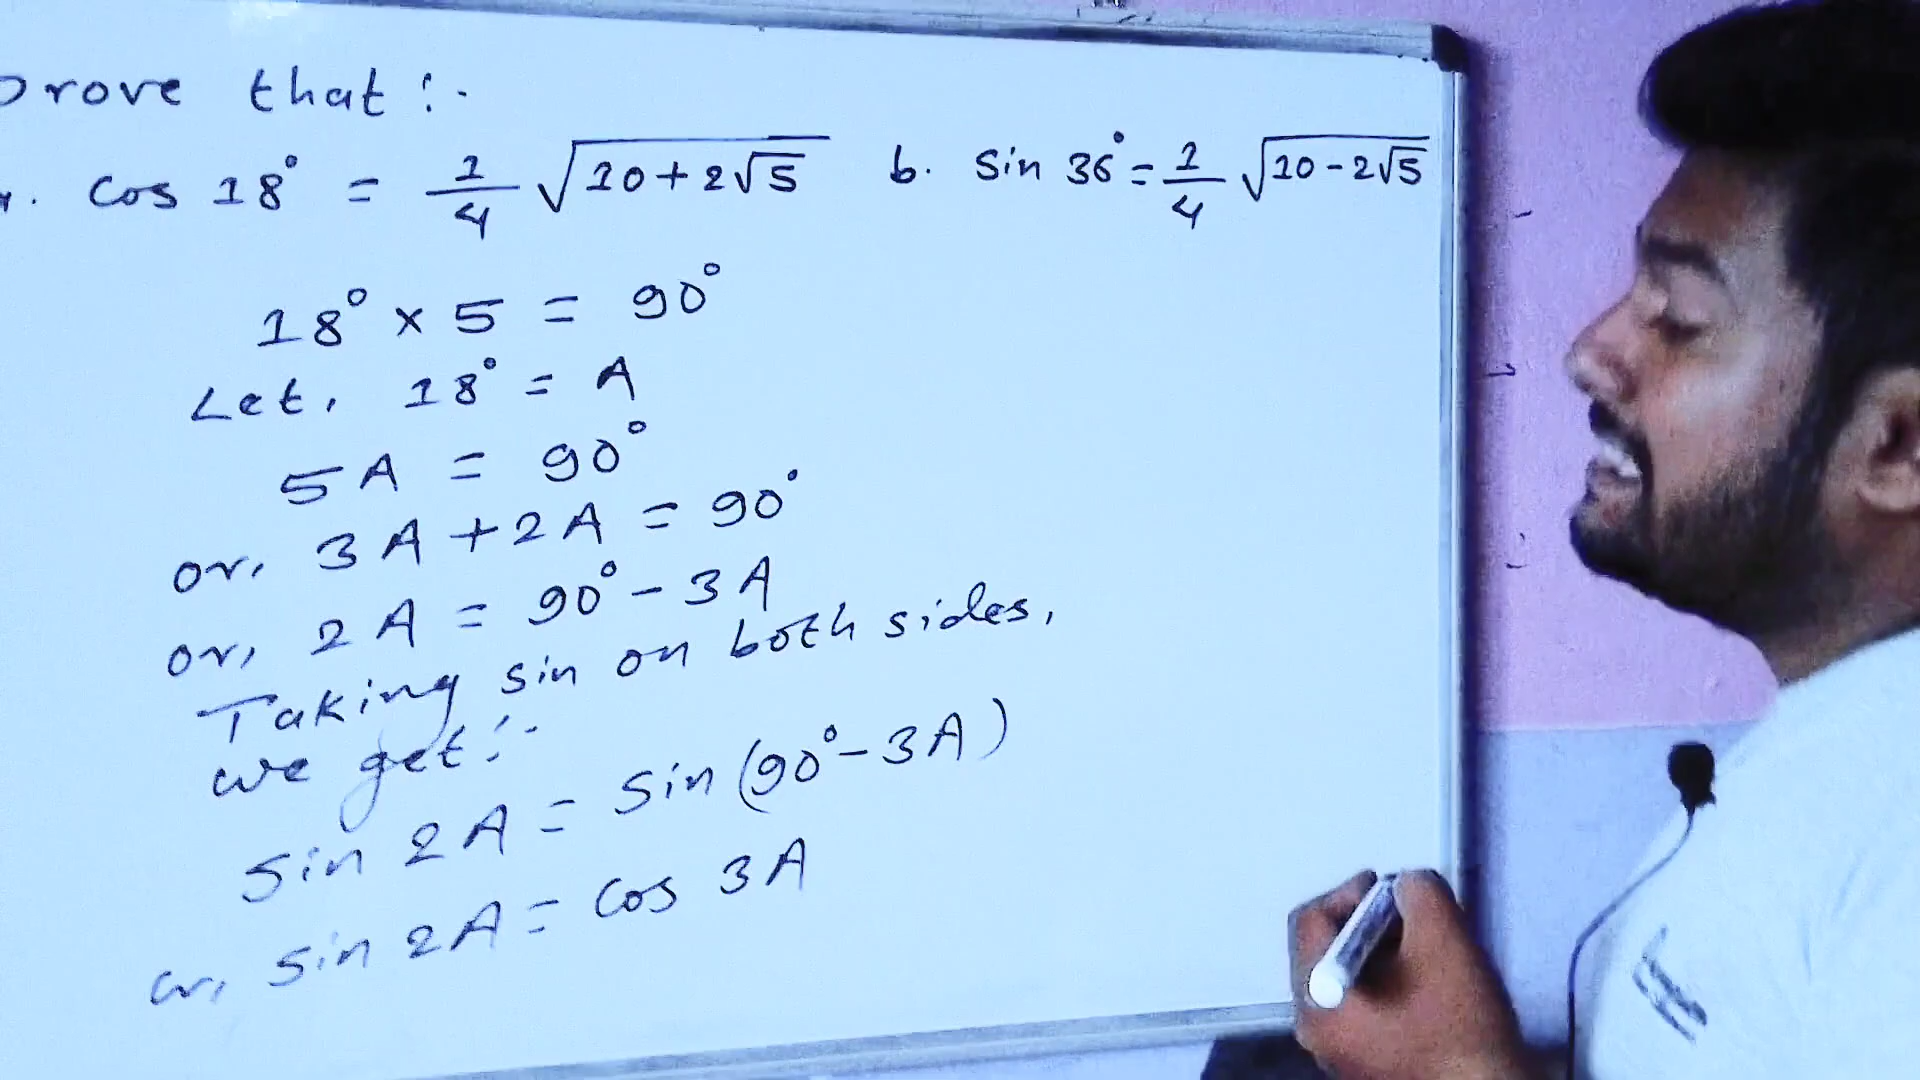 Prove that :-
a. cos 18° = 1/4 √(10+2√5) b. sin 36° = 1/4 √(10-2√5)
18° × 5 = 90°
Let, 18° = A
5A = 90°
or, 3A + 2A = 90°
or, 2A = 90° - 3A
Taking sin on both sides,
we get :-
sin 2A = sin (90° - 3A)
or, sin 2A = cos 3A